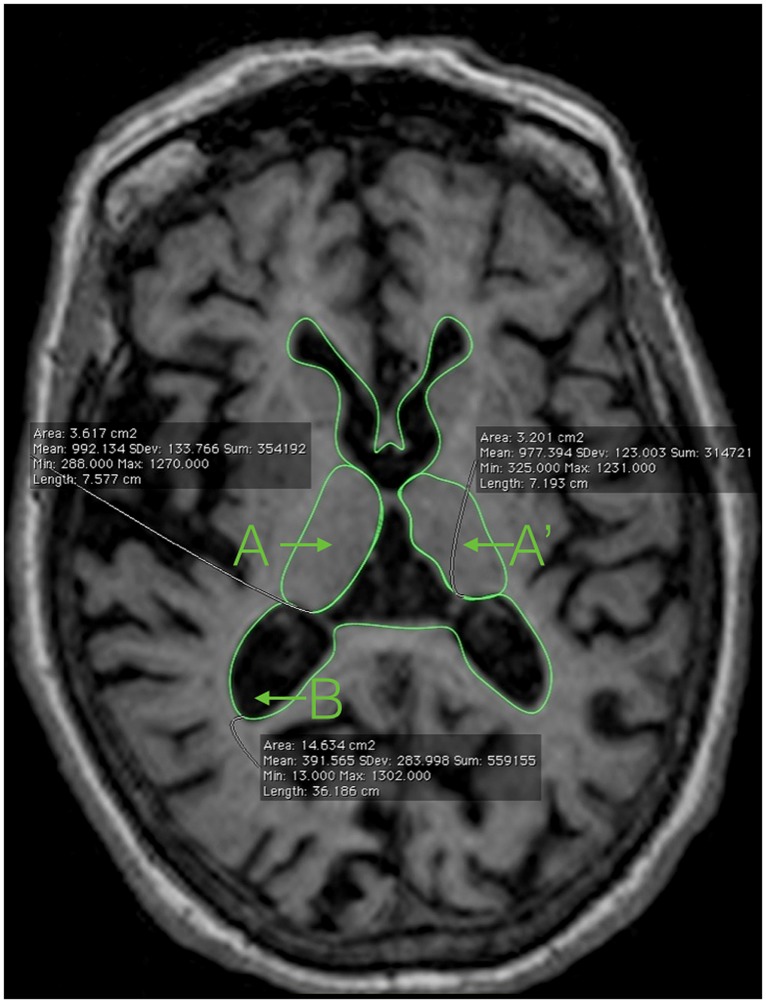 Area: 3.617 cm2
Mean: 992.134 SDev: 133.766 Sum: 354192
Min: 288.000 Max: 1270.000
Length: 7.577 cm
Area: 3.201 cm2
Mean: 977.394 SDev: 123.003 Sum: 314721
Min: 325.000 Max: 1231.000
Length: 7.193 cm
A
A'
B
Area: 14.634 cm2
Mean: 391.565 SDev: 283.998 Sum: 559155
Min: 13.000 Max: 1302.000
Length: 36.186 cm